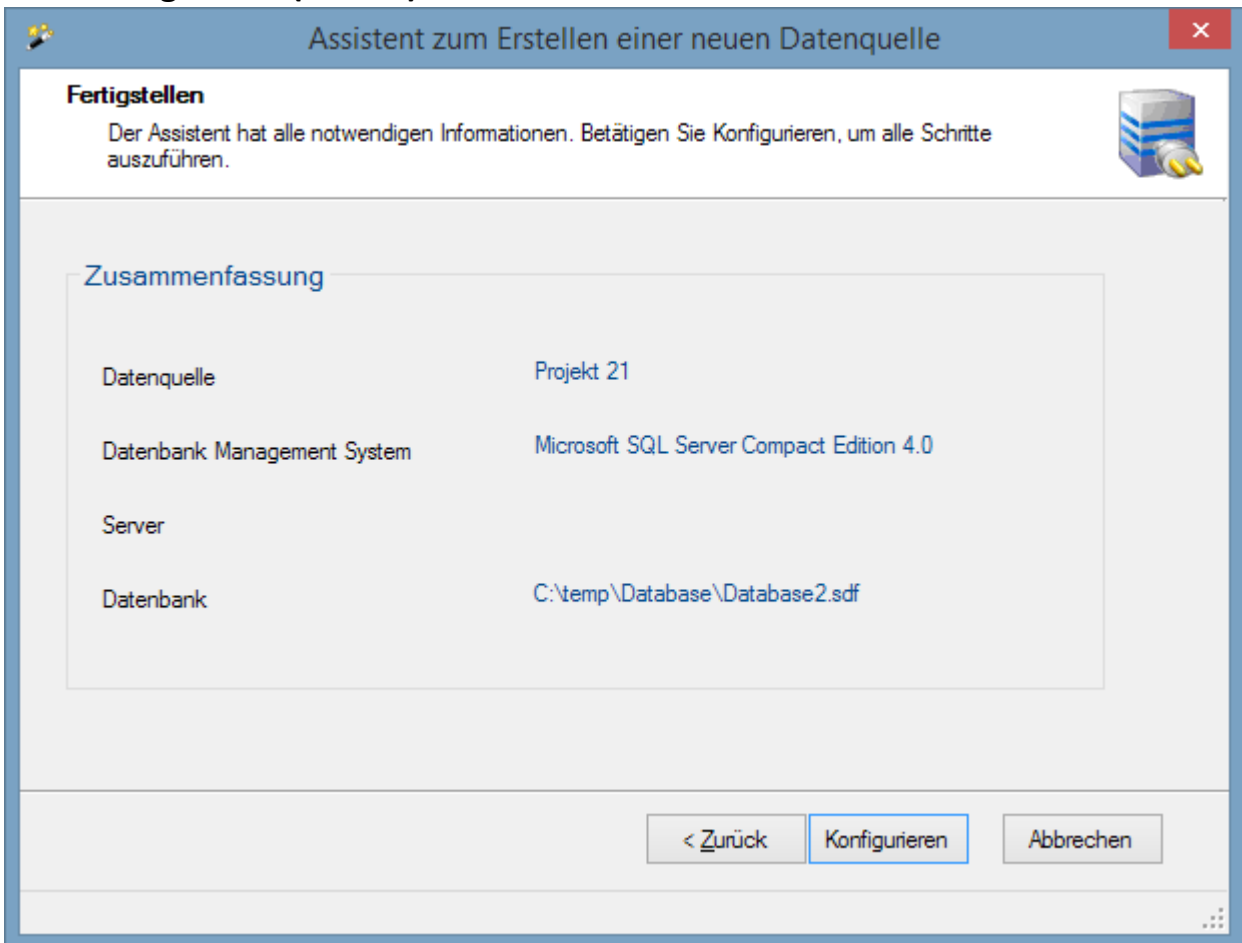 Assistent zum Erstellen einer neuen Datenquelle
Fertigstellen
Der Assistent hat alle notwendigen Informationen. Betätigen Sie Konfigurieren, um alle Schritte
auszuführen.
Zusammenfassung
Datenquelle Projekt 21
Datenbank Management System Microsoft SQL Server Compact Edition 4.0
Server
Datenbank C:\temp\Database\Database2.sdf
< Zurück Konfigurieren Abbrechen